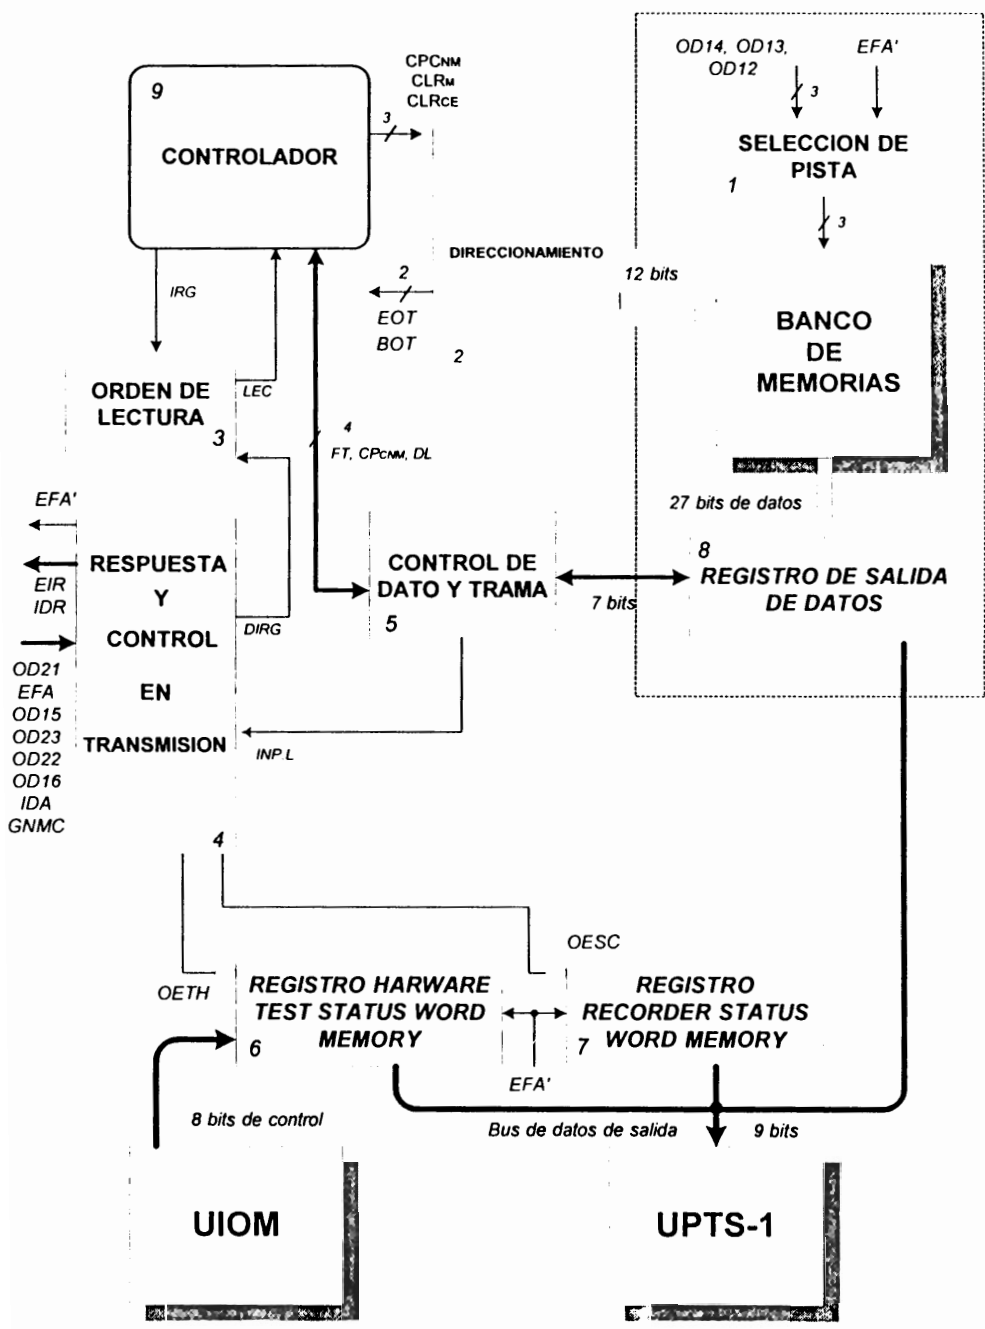 OD14, OD13,
OD12
EFA'
3
SELECCION DE
PISTA
1
3
BANCO
DE
MEMORIAS
27 bits de datos
8
REGISTRO DE SALIDA
DE DATOS
9
CONTROLADOR
CPCNM
CLRM
CLRCE
3
DIRECCIONAMIENTO
12 bits
2
EOT
BOT
2
IRG
ORDEN DE
LECTURA
3
LEC
4
FT, CPCNM, DL
EFA'
RESPUESTA
Y
CONTROL
EN
TRANSMISION
4
EIR
IDR
OD21
EFA
OD15
OD23
OD22
OD16
IDA
GNMC
DIRG
CONTROL DE
DATO Y TRAMA
5
7 bits
INP.L
OETH
OESC
REGISTRO HARWARE
TEST STATUS WORD
MEMORY
6
REGISTRO
RECORDER STATUS
WORD MEMORY
7
EFA'
8 bits de control
Bus de datos de salida
9 bits
UIOM
UPTS-1